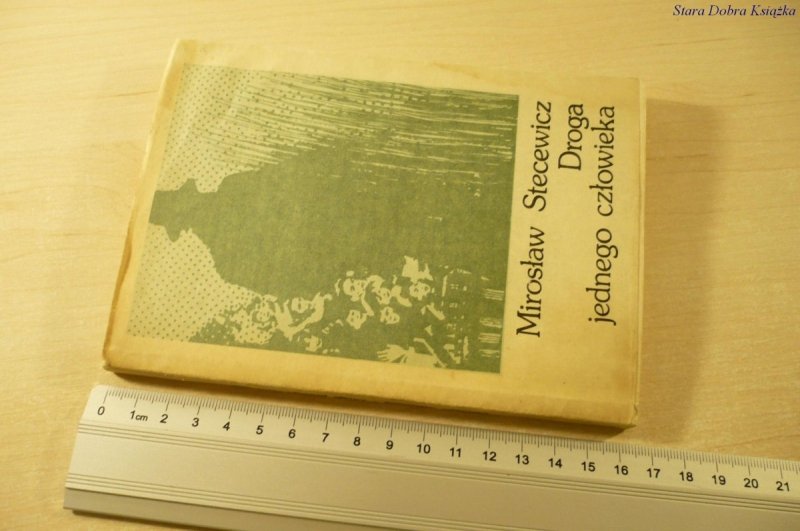 Stara Dobra Książka
Mirosław Stecewicz
Droga
jednego człowieka
0 1cm 2 3 4 5 6 7 8 9 10 11 12 13 14 15 16 17 18 19 20 21